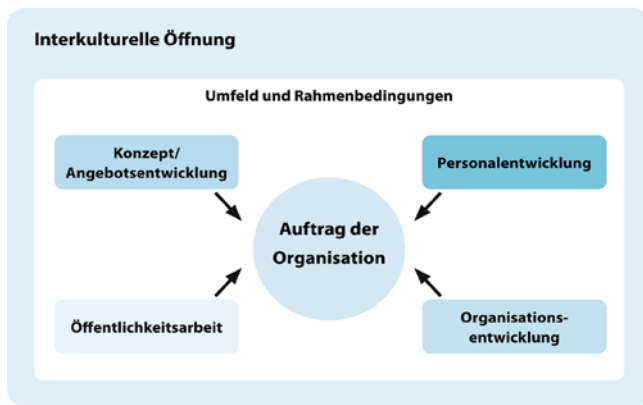 Interkulturelle Öffnung
Umfeld und Rahmenbedingungen
Konzept/
Angebotsentwicklung
Personalentwicklung
Auftrag der
Organisation
Öffentlichkeitsarbeit
Organisations-
entwicklung